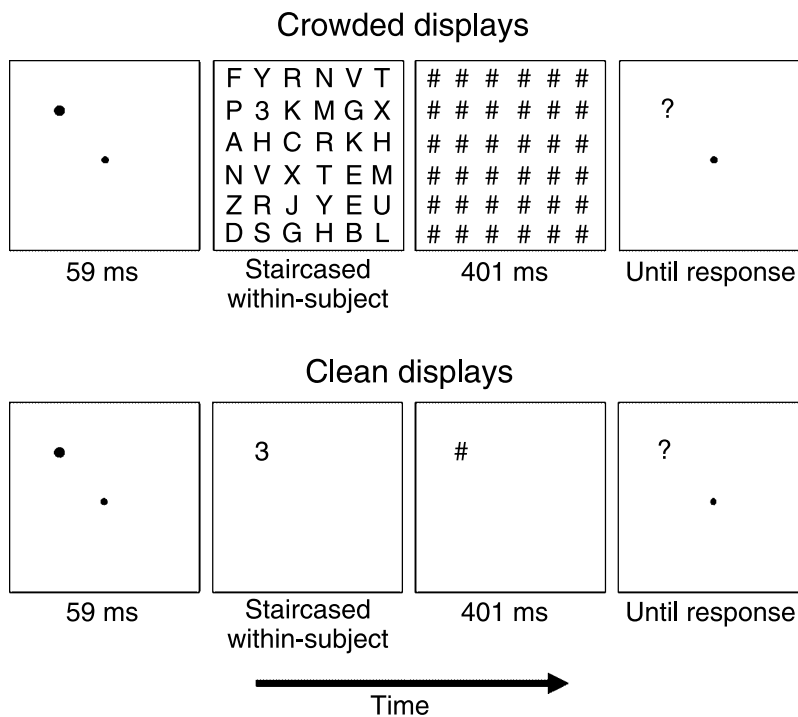 Crowded displays
F Y R N V T
P 3 K M G X
A H C R K H
N V X T E M
Z R J Y E U
D S G H B L
# # # # # #
# # # # # #
# # # # # #
# # # # # #
# # # # # #
# # # # # #
?
59 ms
Staircased
within-subject
401 ms
Until response
Clean displays
3
#
?
59 ms
Staircased
within-subject
401 ms
Until response
Time